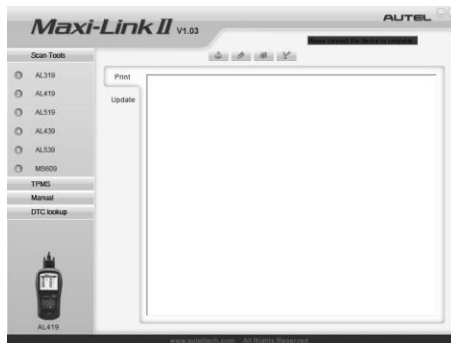 AUTEL
Maxi-Link II V1.03
Please connect the device to computer
Scan Tools
AL319
Print
AL419
Update
AL519
AL439
AL539
MS609
TPMS
Manual
DTC lookup
AL419
www.auteltech.com All Rights Reserved